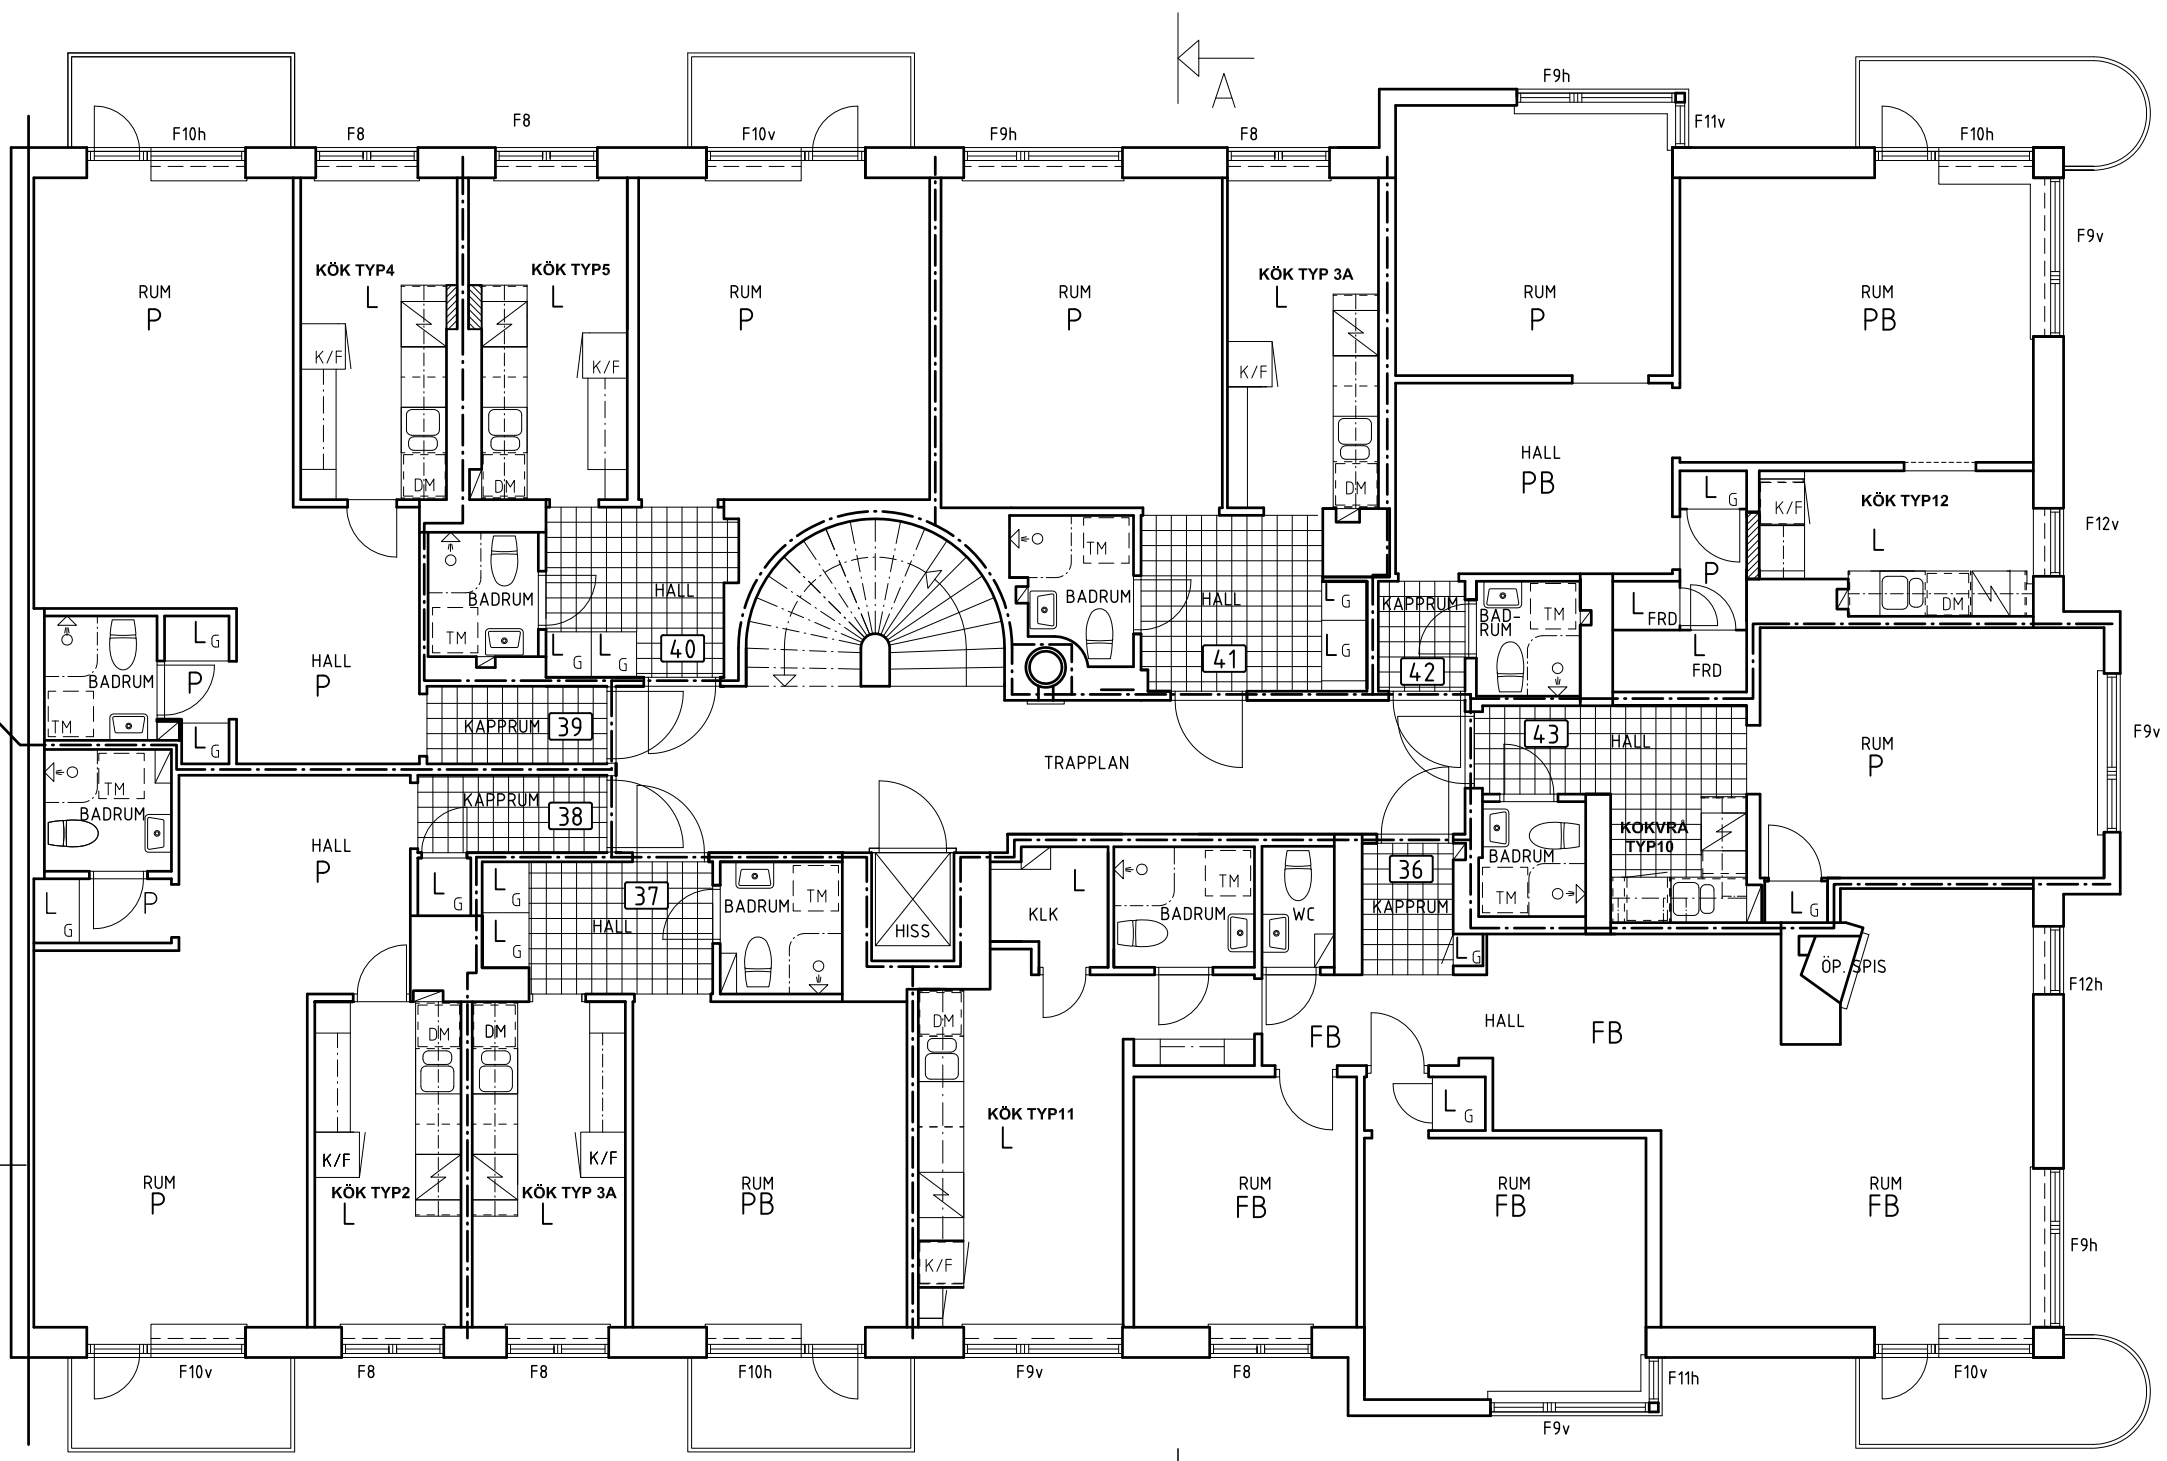 A
F9h
F8
F11v
F10h
F8
F10v
F9h
F8
F10h
F9v
KÖK TYP4
L
KÖK TYP5
L
KÖK TYP 3A
L
RUM
P
RUM
P
RUM
P
RUM
P
RUM
PB
K/F
K/F
K/F
HALL
PB
DM
DM
DM
L G
K/F
KÖK TYP12
L
F12v
TM
BADRUM
TM
HALL
L G
L G
40
TM
BADRUM
HALL
L G
L G
41
KAPPRUM
42
BAD-
RUM
TM
P
L FRD
L
FRD
DM
L G
HALL
P
BADRUM
P
TM
L G
KAPPRUM
39
TRAPPLAN
43
HALL
RUM
P
F9v
TM
BADRUM
KAPPRUM
38
HALL
P
L G
P
L G
L G
L G
37
HALL
BADRUM
TM
HISS
L
KLK
TM
BADRUM
WC
36
KAPPRUM
L G
BADRUM
TM
KOKVRÅ
TYP10
L G
ÖP. SPIS
F12h
DM
DM
DM
FB
HALL
FB
KÖK TYP11
L
L G
K/F
K/F
RUM
P
KÖK TYP2
L
KÖK TYP 3A
L
RUM
PB
RUM
FB
RUM
FB
RUM
FB
K/F
F9h
F10v
F8
F8
F10h
F9v
F8
F11h
F10v
F9v